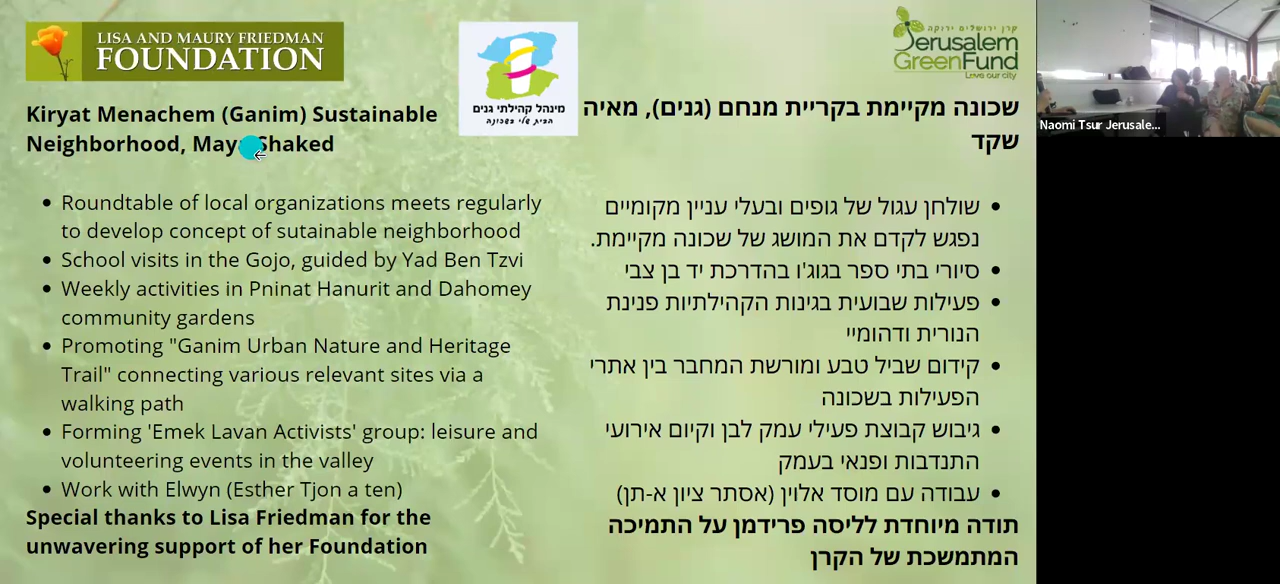 LISA AND MAURY FRIEDMAN
FOUNDATION
מינהל קהילתי גנים
הבית שלי בשכונה
קרן ירושלים ירוקה
Jerusalem
GreenFund
Love our city
Naomi Tsur Jerusale...
Kiryat Menachem (Ganim) Sustainable
Neighborhood, Maya Shaked
Roundtable of local organizations meets regularly
to develop concept of sutainable neighborhood
School visits in the Gojo, guided by Yad Ben Tzvi
Weekly activities in Pninat Hanurit and Dahomey
community gardens
Promoting "Ganim Urban Nature and Heritage
Trail" connecting various relevant sites via a
walking path
Forming 'Emek Lavan Activists' group: leisure and
volunteering events in the valley
Work with Elwyn (Esther Tjon a ten)
Special thanks to Lisa Friedman for the
unwavering support of her Foundation
שכונה מקיימת בקריית מנחם (גנים), מאיה
שקד
שולחן עגול של גופים ובעלי עניין מקומיים
נפגש לקדם את המושג של שכונה מקיימת.
סיורי בתי ספר בגוג'ו בהדרכת יד בן צבי
פעילות שבועית בגינות הקהילתיות פנינת
הנורית ודהומיי
קידום שביל טבע ומורשת המחבר בין אתרי
הפעילות בשכונה
גיבוש קבוצת פעילי עמק לבן וקיום אירועי
התנדבות ופנאי בעמק
עבודה עם מוסד אלוין (אסתר ציון א-תן)
תודה מיוחדת לליסה פרידמן על התמיכה
המתמשכת של הקרן